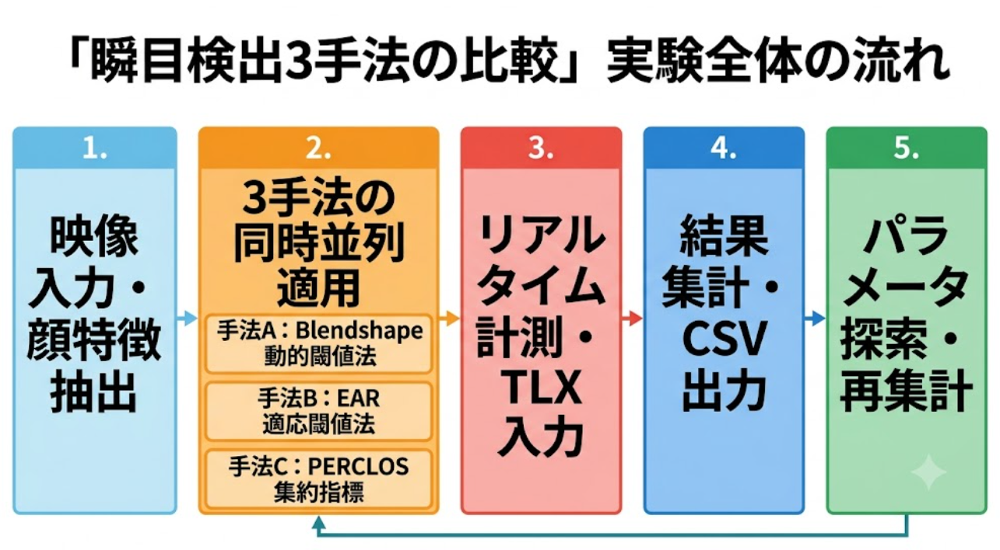 「瞬目検出3手法の比較」実験全体の流れ
1.
映像
入力・
顔特徴
抽出
2.
3手法の
同時並列
適用
手法A：Blendshape
動的閾値法
手法B：EAR
適応閾値法
手法C：PERCLOS
集約指標
3.
リアル
タイム
計測・
TLX
入力
4.
結果
集計・
CSV
出力
5.
パラ
メータ
探索・
再集計